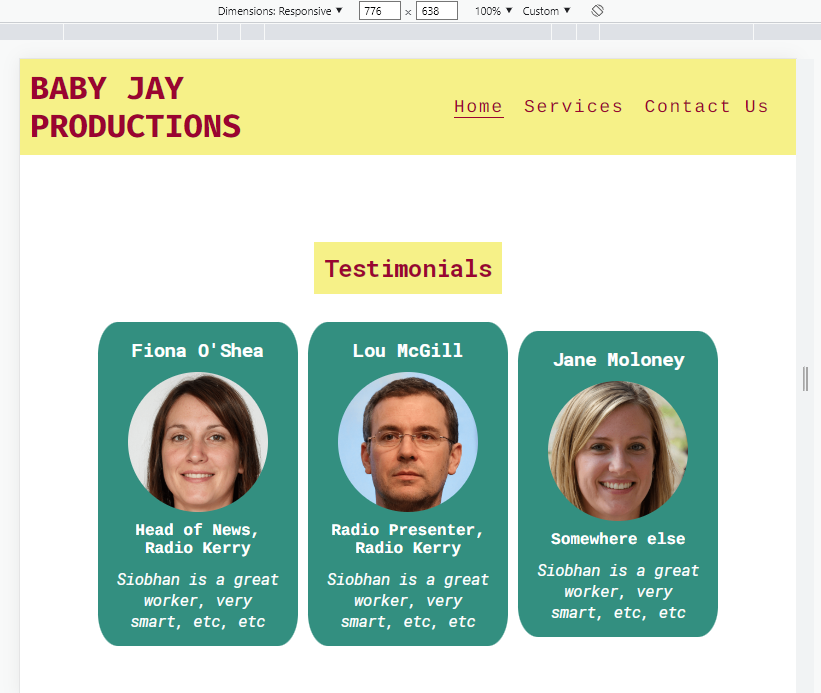 Dimensions: Responsive ▼ 776 × 638 100% ▼ Custom ▼
BABY JAY
PRODUCTIONS
Home Services Contact Us
Testimonials
Fiona O'Shea
Head of News,
Radio Kerry
Siobhan is a great
worker, very
smart, etc, etc
Lou McGill
Radio Presenter,
Radio Kerry
Siobhan is a great
worker, very
smart, etc, etc
Jane Moloney
Somewhere else
Siobhan is a great
worker, very
smart, etc, etc